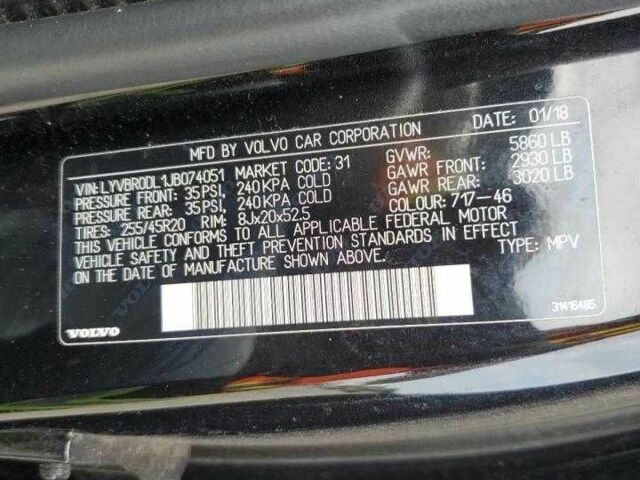 MFD BY VOLVO CAR CORPORATION DATE: 01/18
VIN: LYVBR0DL1JB074051 MARKET CODE: 31 GVWR: 5860 LB
PRESSURE FRONT: 35 PSI, 240 KPA COLD GAWR FRONT: 2930 LB
PRESSURE REAR: 35 PSI, 240 KPA COLD GAWR REAR: 3020 LB
TIRES: 255/45R20 RIM: 8Jx20x52.5 COLOUR: 717-46
THIS VEHICLE CONFORMS TO ALL APPLICABLE FEDERAL MOTOR
VEHICLE SAFETY AND THEFT PREVENTION STANDARDS IN EFFECT
ON THE DATE OF MANUFACTURE SHOWN ABOVE. TYPE: MPV
VOLVO
31416485